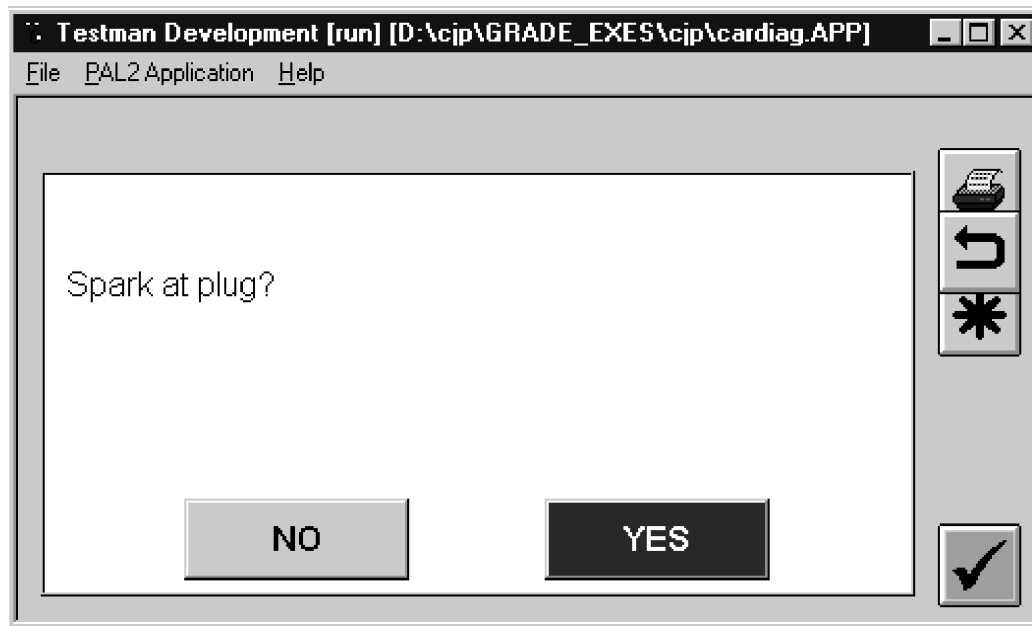 Testman Development [run] [D:\cjp\GRADE_EXES\cjp\cardiag.APP]
File PAL2 Application Help
Spark at plug?
NO YES